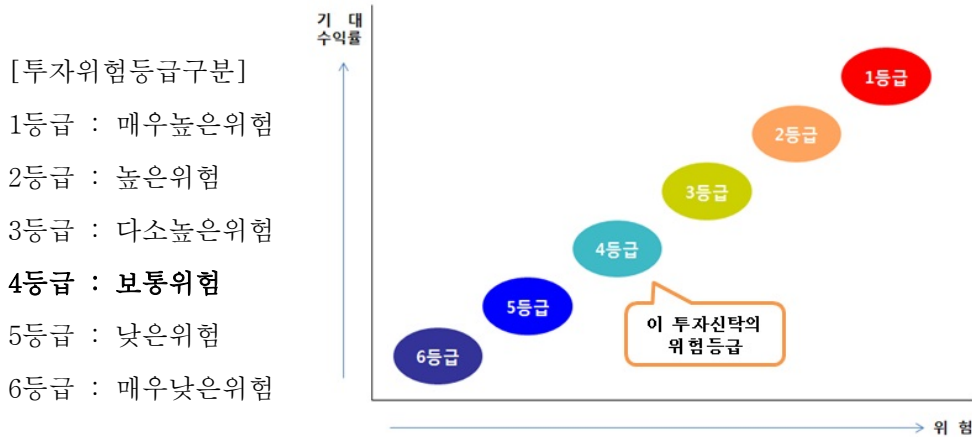 [투자위험등급구분]
1등급 : 매우높은위험
2등급 : 높은위험
3등급 : 다소높은위험
4등급 : 보통위험
5등급 : 낮은위험
6등급 : 매우낮은위험
기 대
수익률
1등급
2등급
3등급
4등급
5등급
6등급
이 투자신탁의
위험등급
위 험